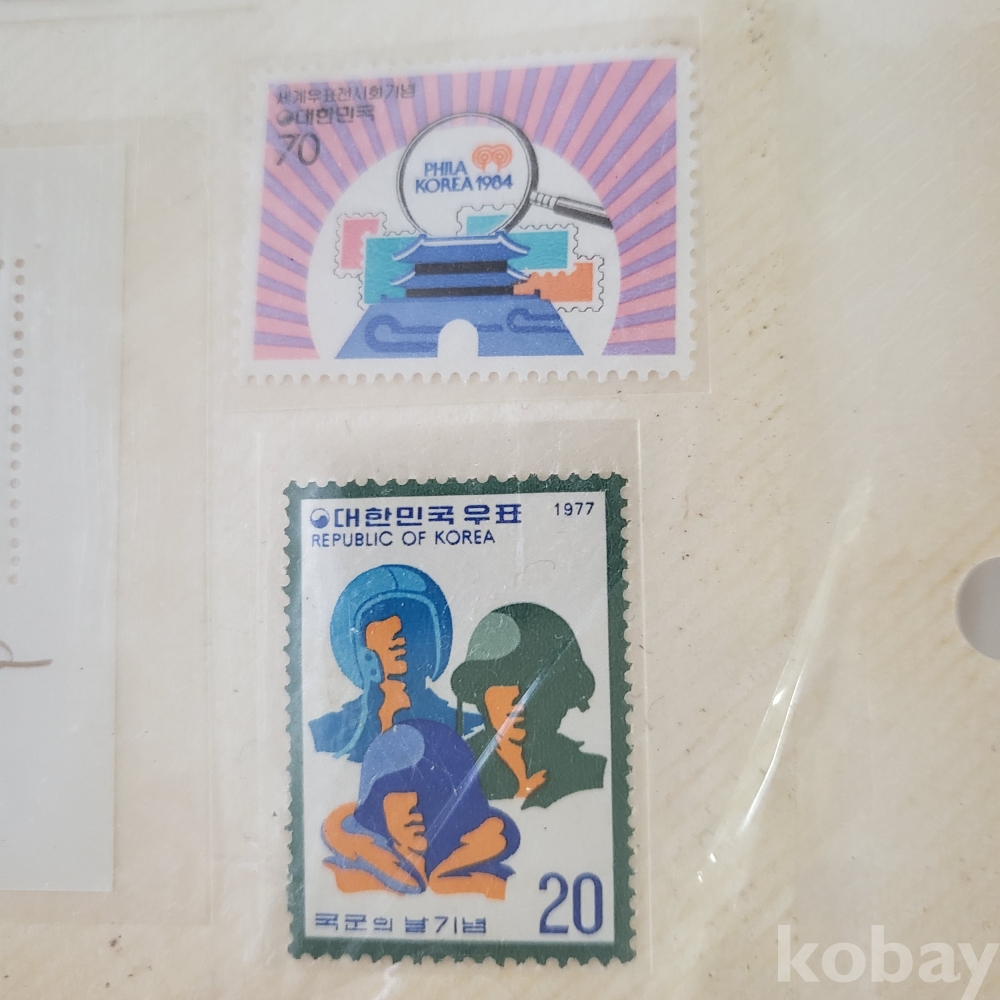 세계우표전시회기념
대한민국
70
PHILA
KOREA 1984
대한민국우표 1977
REPUBLIC OF KOREA
국군의 날기념 20
kobay